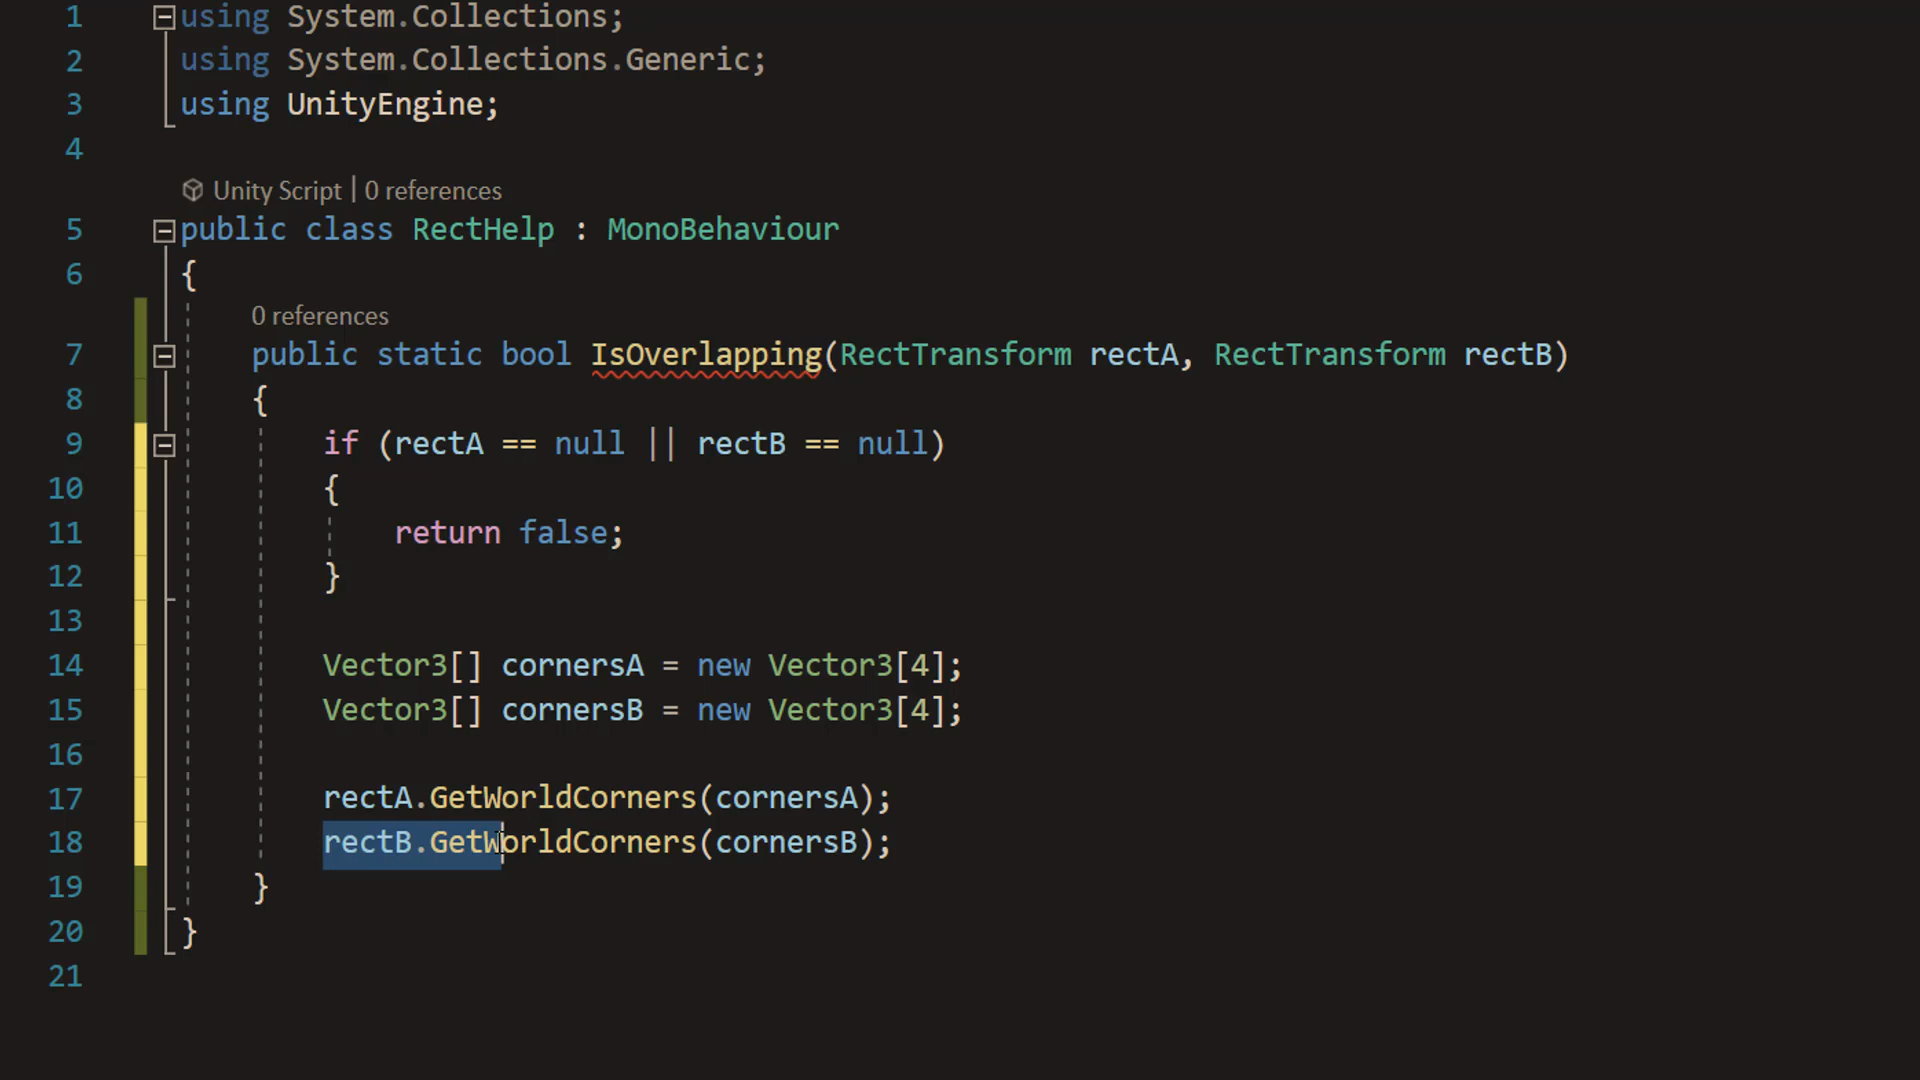 1 using System.Collections;
2 using System.Collections.Generic;
3 using UnityEngine;
4
Unity Script | 0 references
5 public class RectHelp : MonoBehaviour
6 {
0 references
7 public static bool IsOverlapping(RectTransform rectA, RectTransform rectB)
8 {
9 if (rectA == null || rectB == null)
10 {
11 return false;
12 }
13
14 Vector3[] cornersA = new Vector3[4];
15 Vector3[] cornersB = new Vector3[4];
16
17 rectA.GetWorldCorners(cornersA);
18 rectB.GetWorldCorners(cornersB);
19 }
20 }
21